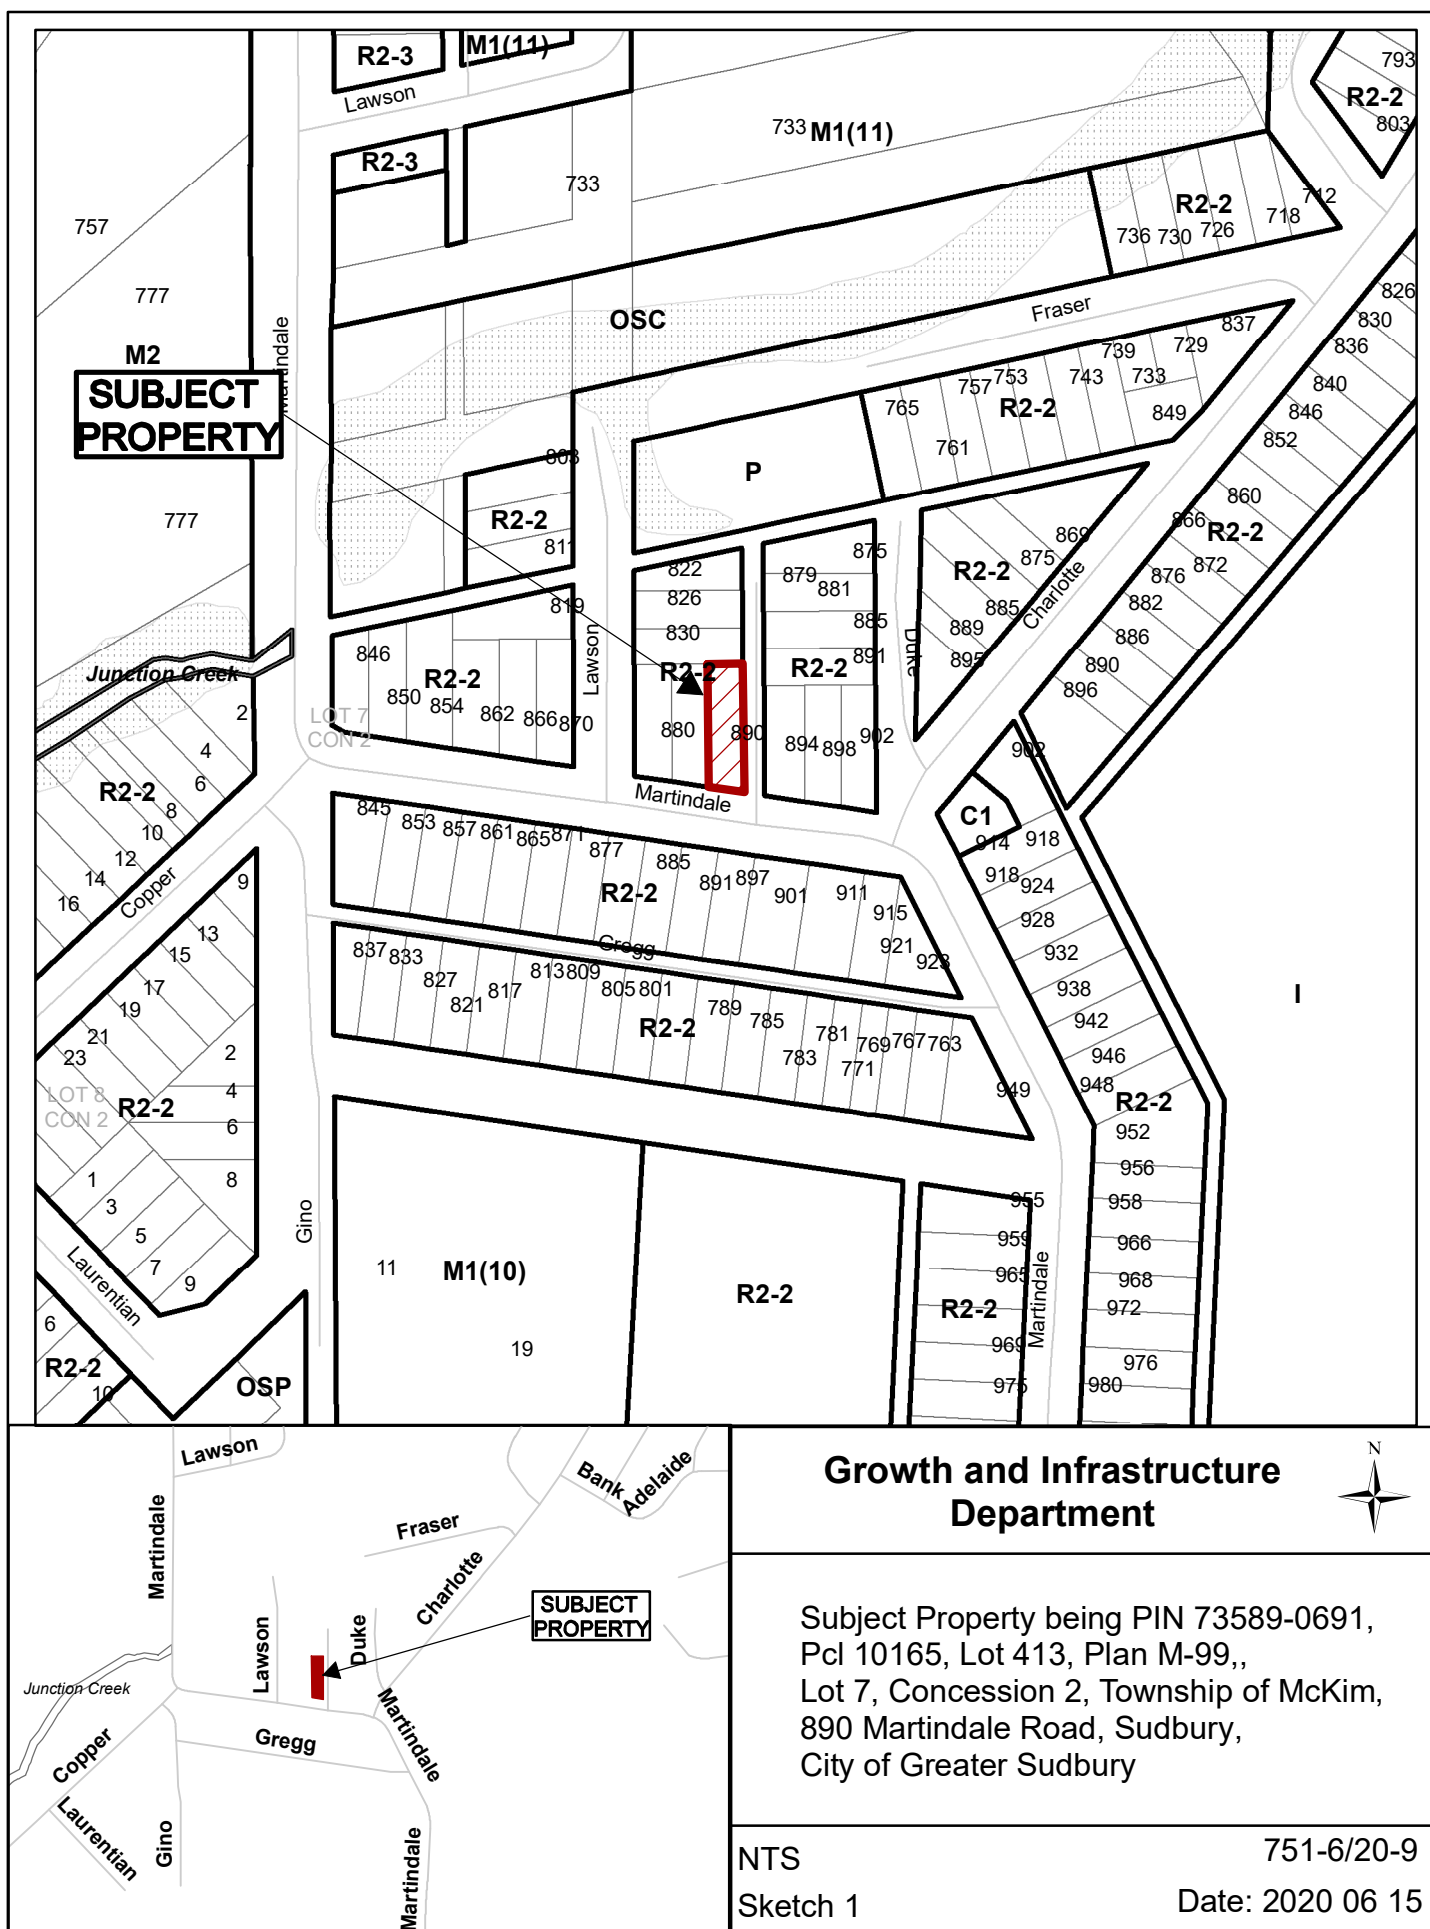 R2-3
M1(11)
Lawson
793
R2-2
803
733 M1(11)
R2-3
733
757
R2-2
712
718
726
730
736
777
M2
Martindale
OSC
Fraser
826
830
836
840
846
852
SUBJECT
PROPERTY
837
729
739
733
743
753
757
R2-2
765
849
761
803
P
R2-2
811
777
860
866
R2-2
872
876
882
886
890
896
869
875
R2-2
885
889
895
Charlotte
Duke
875
879
881
885
891
R2-2
894
898
902
822
826
830
R2-2
880
890
819
Lawson
846
R2-2
850
854
862
866
870
Junction Creek
LOT 7
CON 2
2
4
6
8
R2-2
10
12
14
16
Copper
Martindale
902
C1
914
918
918
924
928
932
938
942
946
948
R2-2
952
956
958
966
968
972
976
980
I
845
853
857
861
865
871
877
885
891
897
901
911
915
921
923
R2-2
Gregg
837
833
827
821
817
813
809
805
801
789
785
783
781
771
769
767
763
R2-2
949
9
13
15
17
19
21
23
LOT 8
CON 2
R2-2
2
4
6
8
1
3
5
7
9
Laurentian
Gino
11
M1(10)
19
R2-2
955
959
965
R2-2
969
975
Martindale
6
R2-2
10
OSP
Lawson
Martindale
Bank
Adelaide
Fraser
Charlotte
SUBJECT
PROPERTY
Lawson
Duke
Junction Creek
Martindale
Copper
Gregg
Laurentian
Gino
Martindale
Growth and Infrastructure
Department
N
Subject Property being PIN 73589-0691,
Pcl 10165, Lot 413, Plan M-99,,
Lot 7, Concession 2, Township of McKim,
890 Martindale Road, Sudbury,
City of Greater Sudbury
NTS
751-6/20-9
Sketch 1
Date: 2020 06 15